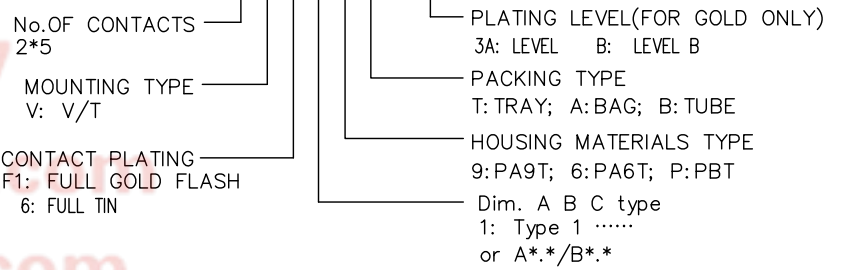 No.OF CONTACTS
2*5
MOUNTING TYPE
V: V/T
CONTACT PLATING
F1: FULL GOLD FLASH
6: FULL TIN
PLATING LEVEL(FOR GOLD ONLY)
3A: LEVEL B: LEVEL B
PACKING TYPE
T:TRAY; A:BAG; B:TUBE
HOUSING MATERIALS TYPE
9:PA9T; 6:PA6T; P:PBT
Dim. A B C type
1: Type 1 ······
or A*.*/B*.*
com
com